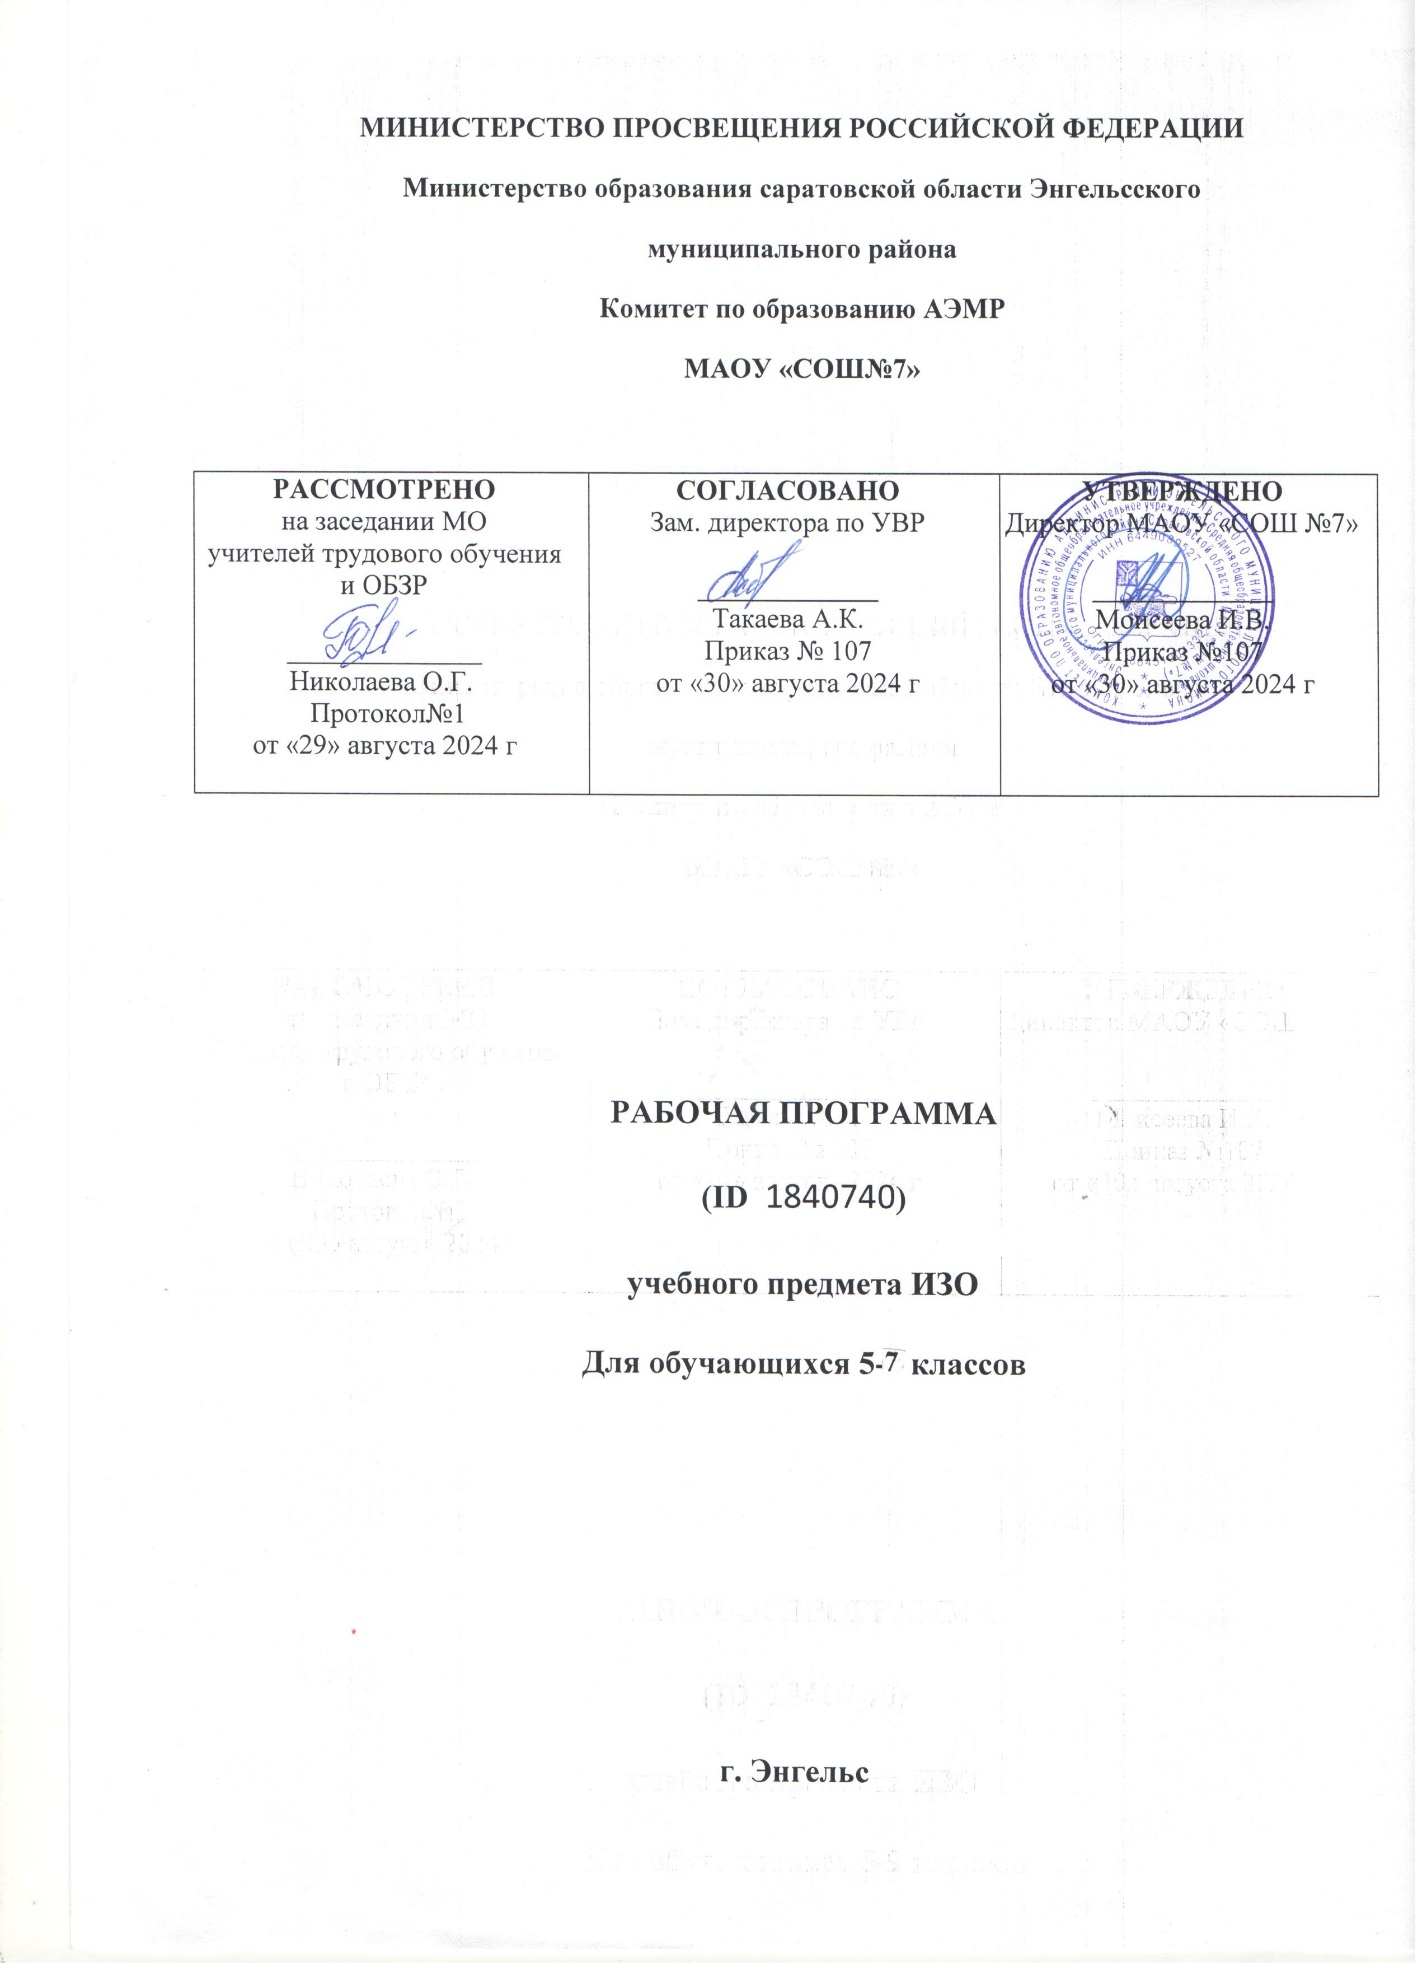 МИНИСТЕРСТВО ПРОСВЕЩЕНИЯ РОССИЙСКОЙ ФЕДЕРАЦИИ
Министерство образования саратовской области Энгельсского
муниципального района
Комитет по образованию АЭМР
МАОУ «СОШ№7»
РАССМОТРЕНО
на заседании МО
учителей трудового обучения
и ОБЗР
Николаева О.Г.
Протокол№1
от «29» августа 2024 г
СОГЛАСОВАНО
Зам. директора по УВР
Такаева А.К.
Приказ № 107
от «30» августа 2024 г
УТВЕРЖДЕНО
Директор МАОУ «СОШ №7»
Моисеева И.В.
Приказ №107
от «30» августа 2024 г
РАБОЧАЯ ПРОГРАММА
(ID 1840740)
учебного предмета ИЗО
Для обучающихся 5-7 классов
г. Энгельс